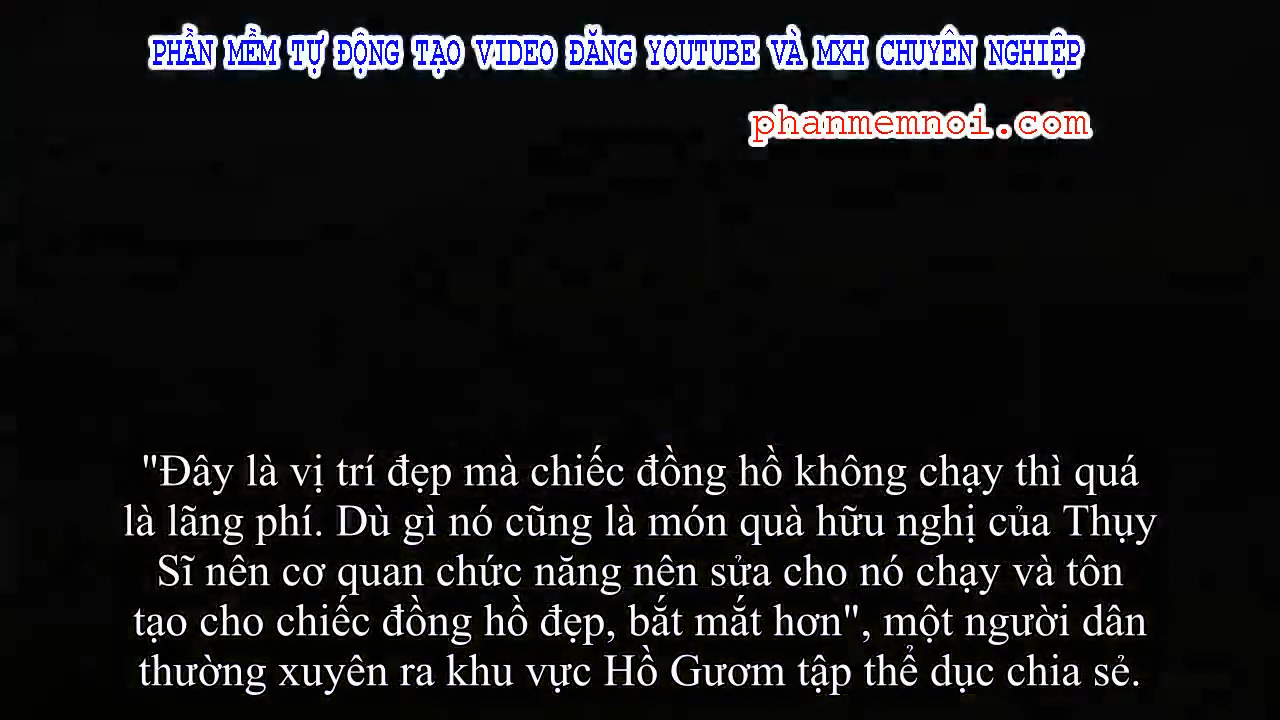 PHẦN MỀM TỰ ĐỘNG TẠO VIDEO ĐĂNG YOUTUBE VÀ MXH CHUYÊN NGHIỆP
phanmemnoi.com
"Đây là vị trí đẹp mà chiếc đồng hồ không chạy thì quá
là lãng phí. Dù gì nó cũng là món quà hữu nghị của Thụy
Sĩ nên cơ quan chức năng nên sửa cho nó chạy và tôn
tạo cho chiếc đồng hồ đẹp, bắt mắt hơn", một người dân
thường xuyên ra khu vực Hồ Gươm tập thể dục chia sẻ.